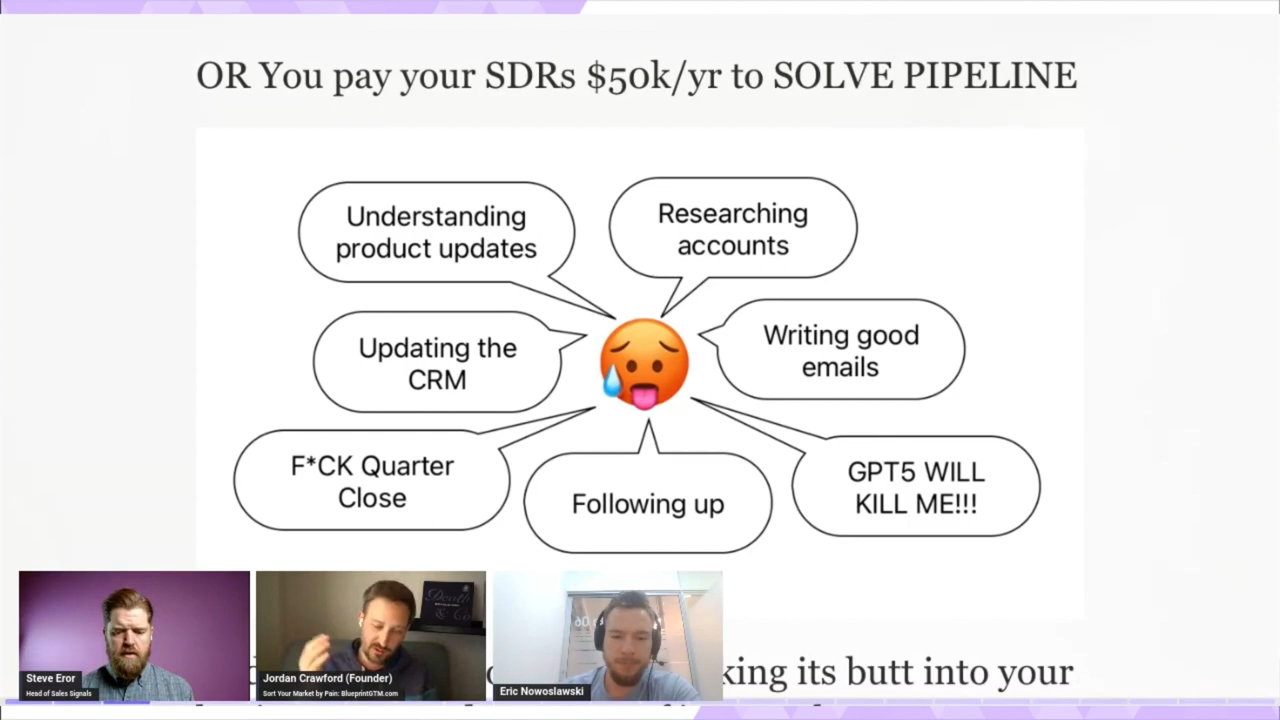 OR You pay your SDRs $50k/yr to SOLVE PIPELINE
Understanding
product updates
Researching
accounts
Updating the
CRM
Writing good
emails
F*CK Quarter
Close
Following up
GPT5 WILL
KILL ME!!!
Steve Eror
Head of Sales Signals
Jordan Crawford (Founder)
Sort Your Market by Pain: BlueprintGTM.com
Death
& Co
Eric Nowoslawski
its butt into your